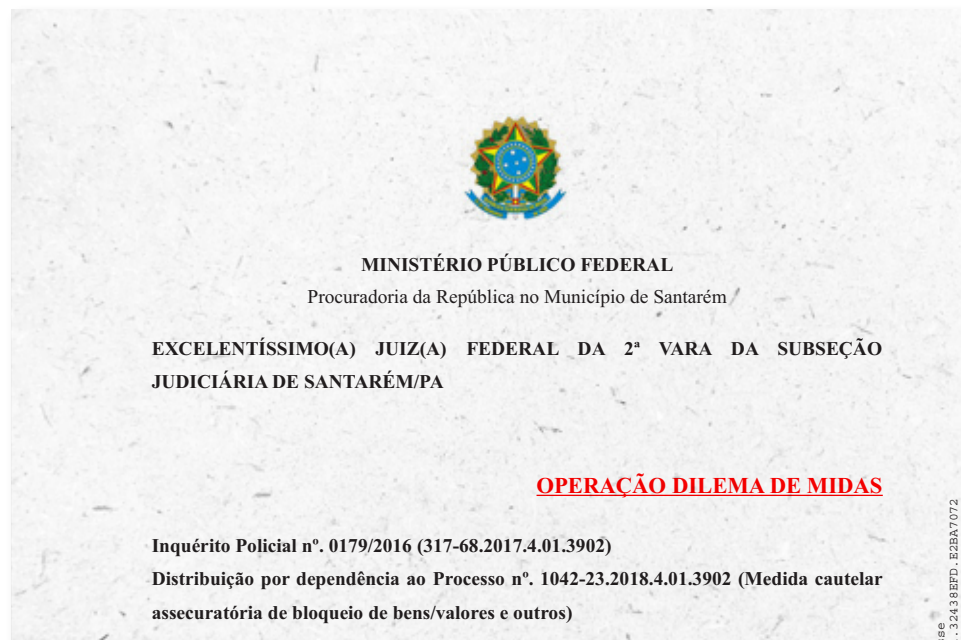 MINISTÉRIO PÚBLICO FEDERAL
Procuradoria da República no Município de Santarém
EXCELENTÍSSIMO(A) JUIZ(A) FEDERAL DA 2ª VARA DA SUBSEÇÃO
JUDICIÁRIA DE SANTARÉM/PA
OPERAÇÃO DILEMA DE MIDAS
Inquérito Policial nº. 0179/2016 (317-68.2017.4.01.3902)
Distribuição por dependência ao Processo nº. 1042-23.2018.4.01.3902 (Medida cautelar
assecuratória de bloqueio de bens/valores e outros)
.32438EFD.E2BA7072